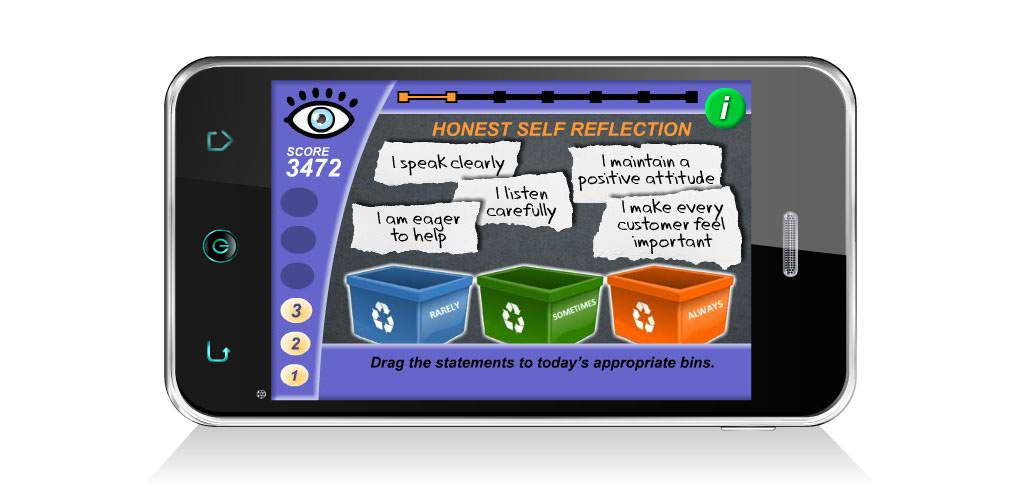 i
HONEST SELF REFLECTION
SCORE
3472
I speak clearly
I maintain a
positive attitude
I listen
carefully
I am eager
to help
I make every
customer feel
important
3
2
1
RARELY
SOMETIMES
ALWAYS
Drag the statements to today's appropriate bins.